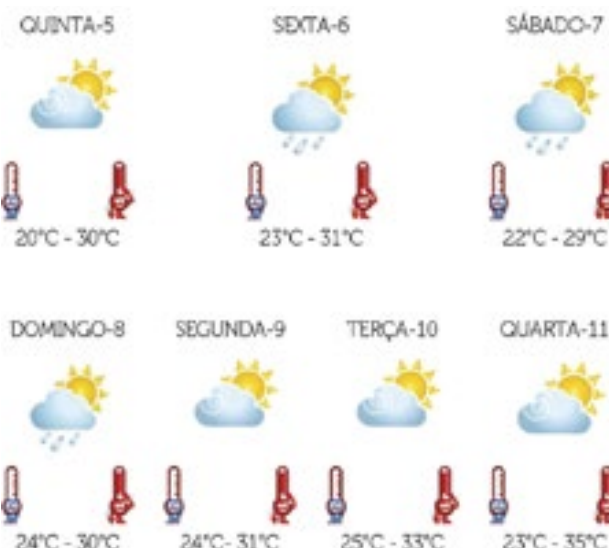 QUINTA-5 SEXTA-6 SÁBADO-7
20°C - 30°C 23°C - 31°C 22°C - 29°C
DOMINGO-8 SEGUNDA-9 TERÇA-10 QUARTA-11
24°C - 30°C 24°C- 31°C 25°C - 33°C 23°C - 35°C